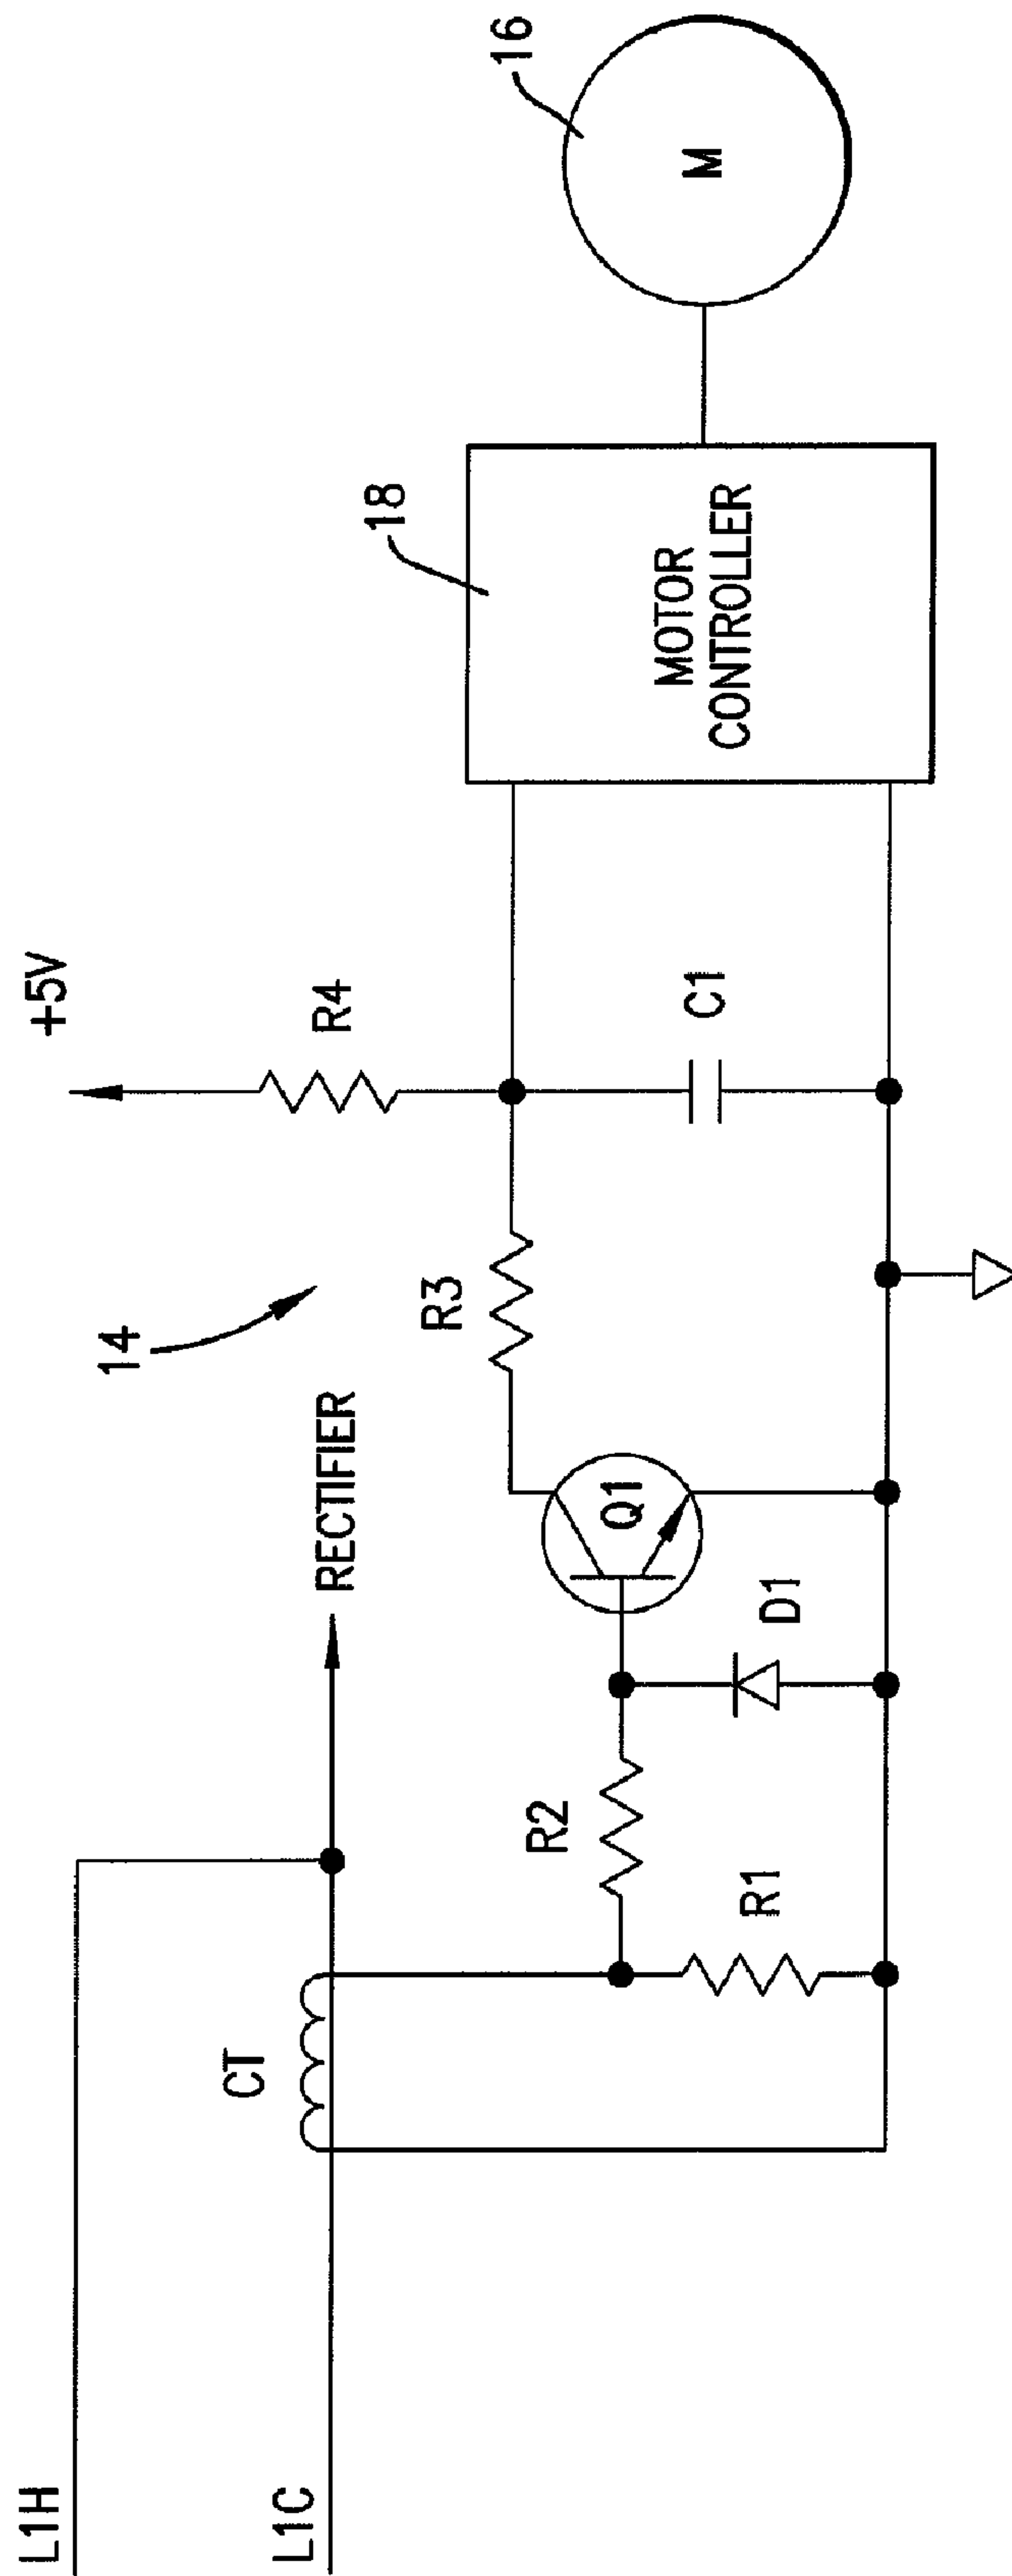 L1H
L1C
CT
RECTIFIER
14
+5V
R4
R3
R2
R1
D1
Q1
C1
18
MOTOR
CONTROLLER
16
M